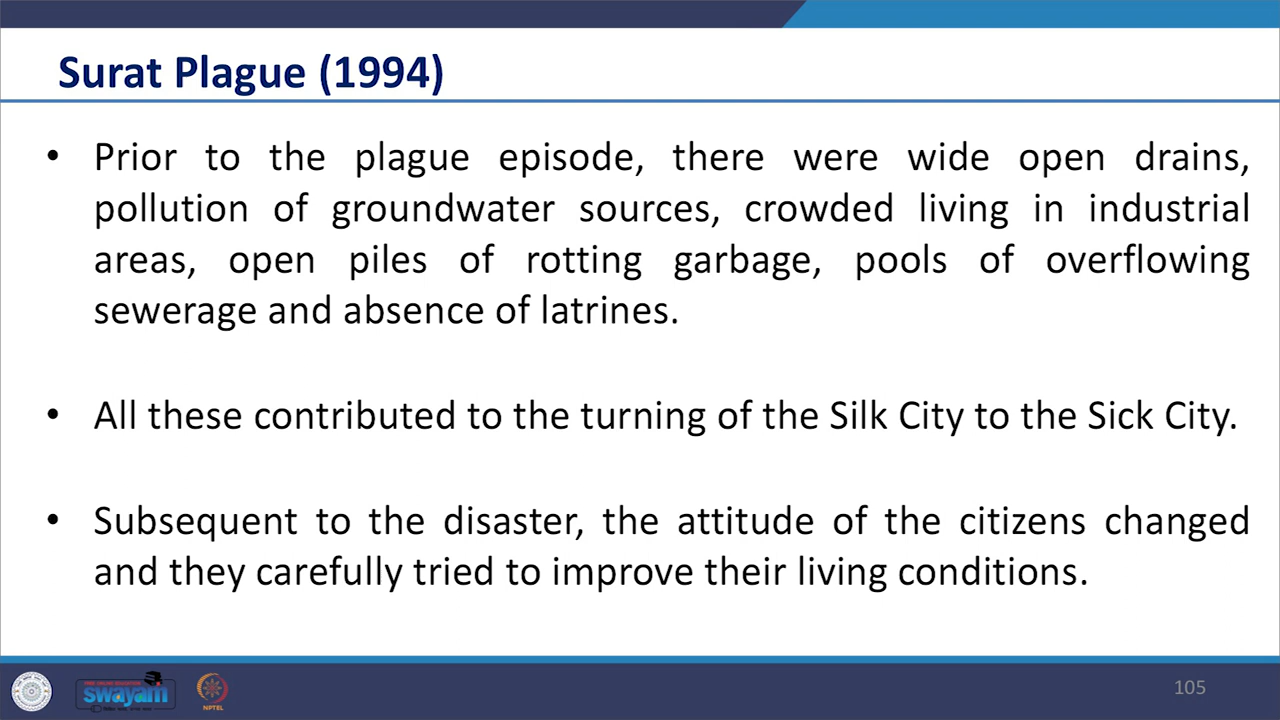 Surat Plague (1994)
• Prior to the plague episode, there were wide open drains,
pollution of groundwater sources, crowded living in industrial
areas, open piles of rotting garbage, pools of overflowing
sewerage and absence of latrines.
• All these contributed to the turning of the Silk City to the Sick City.
• Subsequent to the disaster, the attitude of the citizens changed
and they carefully tried to improve their living conditions.
FREE ONLINE EDUCATION
swayam
NPTEL
105